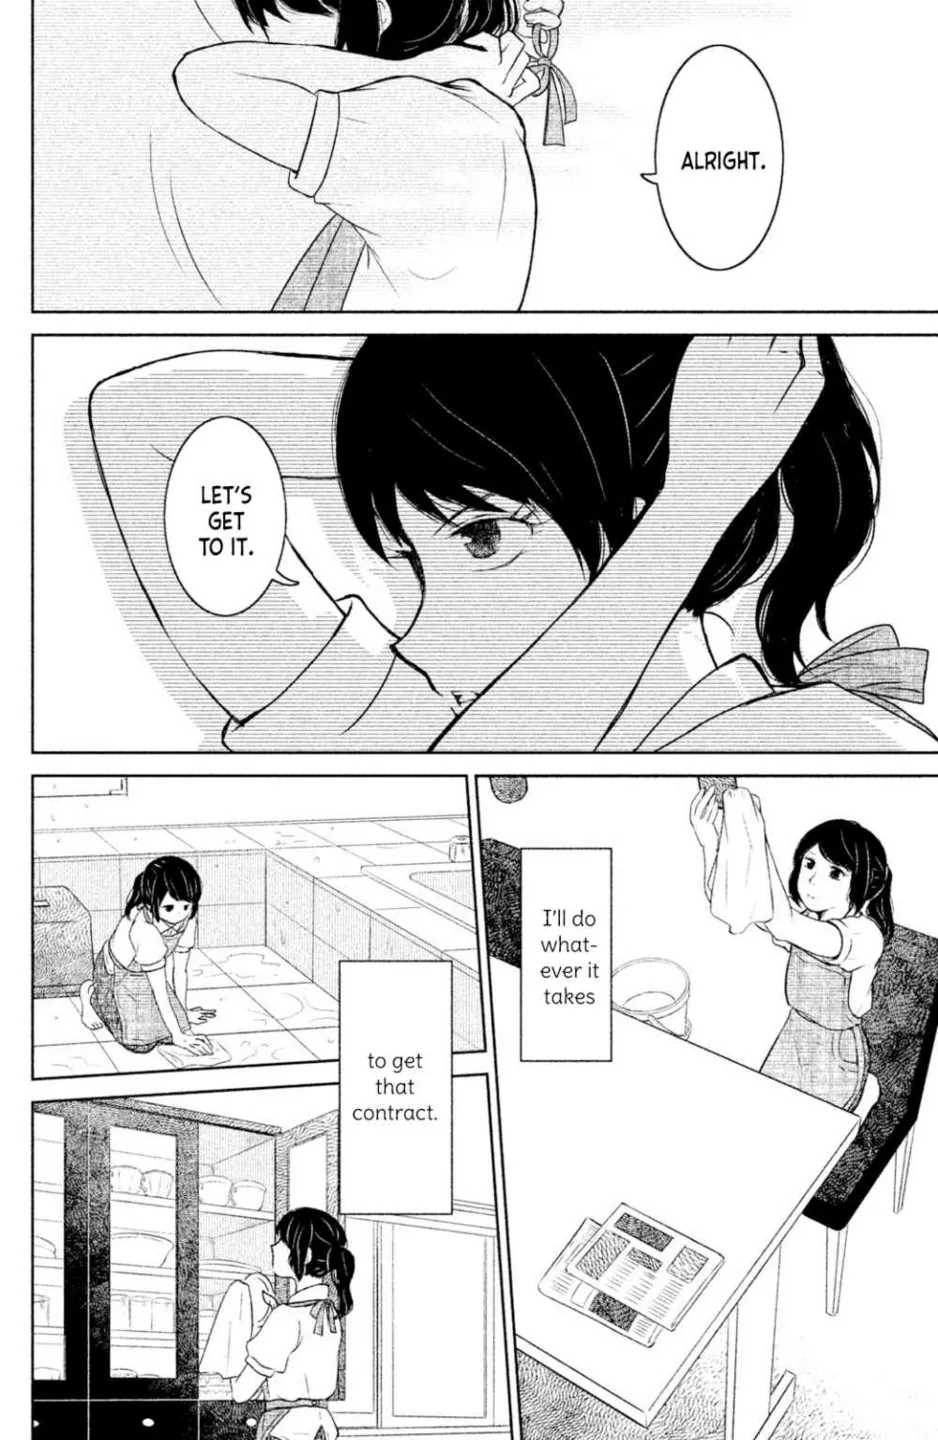 ALRIGHT.
LET'S
GET
TO IT.
I'll do
what-
ever it
takes
to get
that
contract.